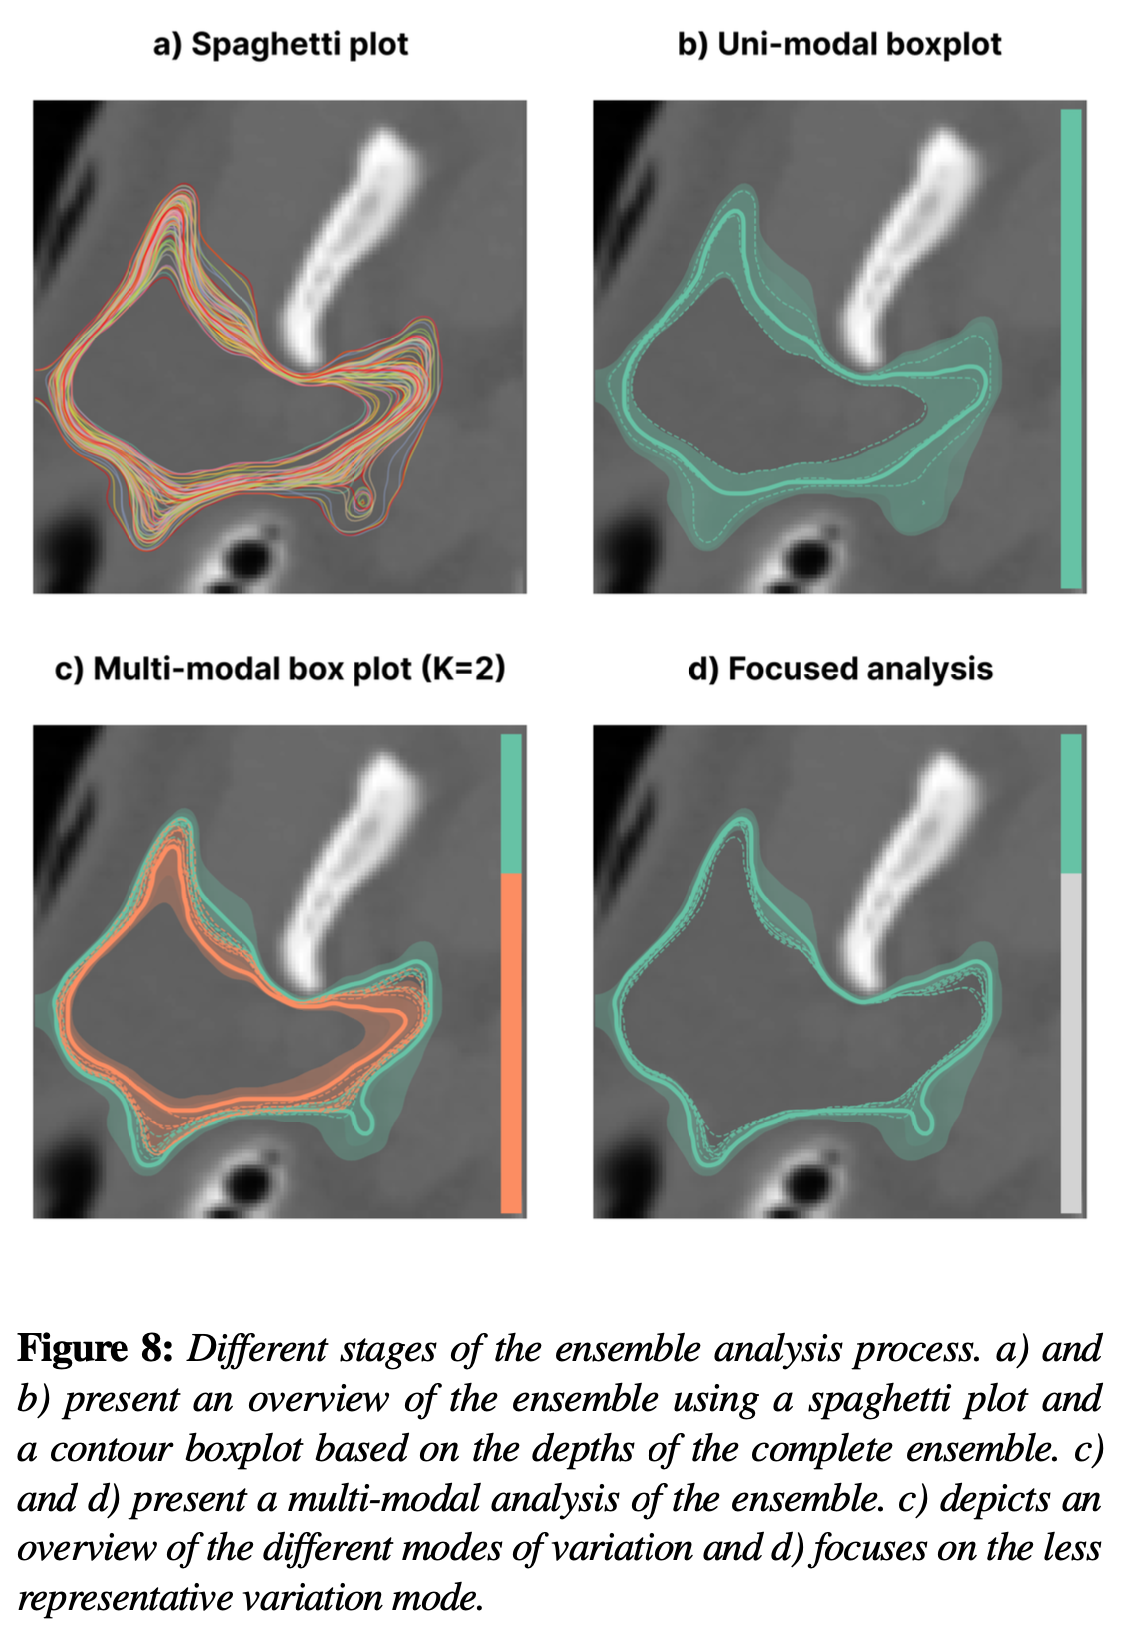 a) Spaghetti plot
b) Uni-modal boxplot
c) Multi-modal box plot (K=2)
d) Focused analysis
Figure 8: Different stages of the ensemble analysis process. a) and
b) present an overview of the ensemble using a spaghetti plot and
a contour boxplot based on the depths of the complete ensemble. c)
and d) present a multi-modal analysis of the ensemble. c) depicts an
overview of the different modes of variation and d) focuses on the less
representative variation mode.